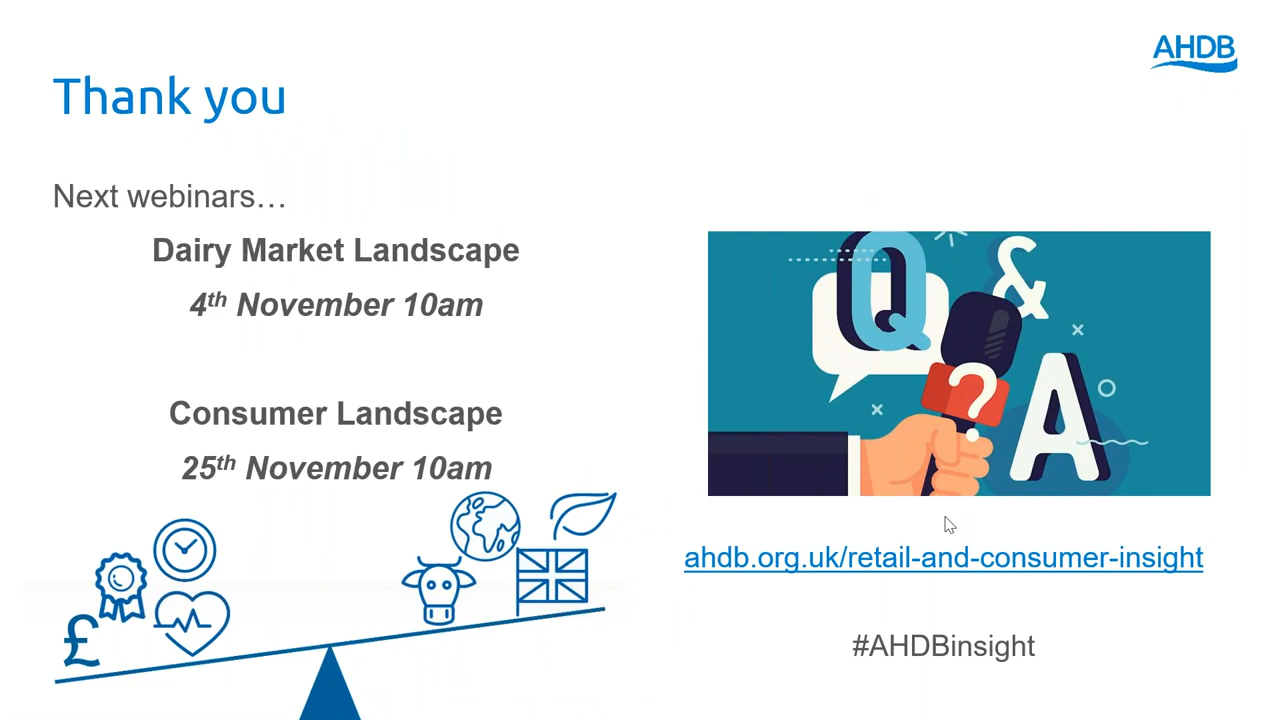 AHDB
Thank you
Next webinars…
Dairy Market Landscape
4th November 10am
Consumer Landscape
25th November 10am
£
Q
&
?
A
ahdb.org.uk/retail-and-consumer-insight
#AHDBinsight